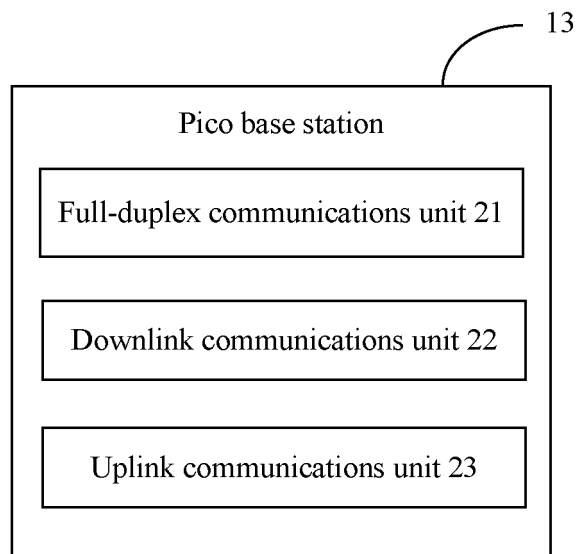 13
Pico base station
Full-duplex communications unit 21
Downlink communications unit 22
Uplink communications unit 23